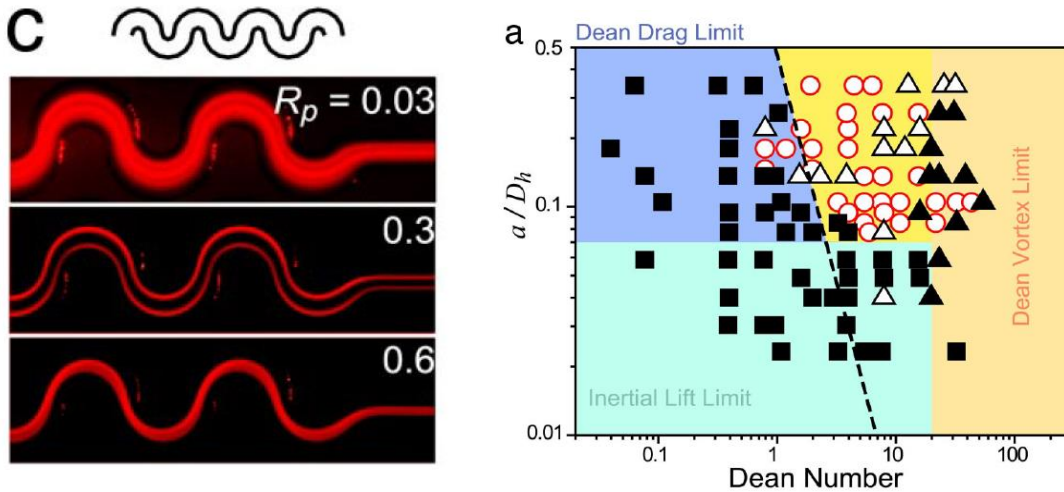 C
Rₚ = 0.03
0.3
0.6
a
Dean Drag Limit
0.5
0.1
0.01
a / Dₕ
Inertial Lift Limit
Dean Vortex Limit
0.1
1
10
100
Dean Number